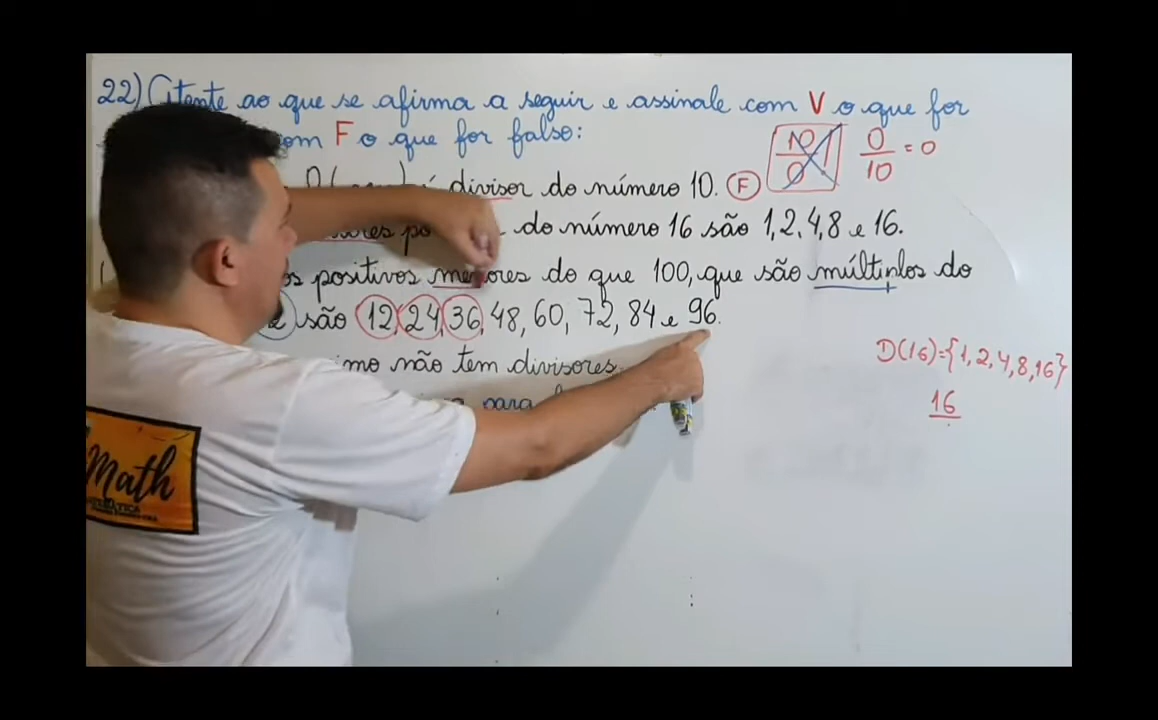 22) Atente ao que se afirma a seguir e assinale com V o que for
com F o que for falso:
divisor do número 10. (F)
10/0
0/10 = 0
do número 16 são 1,2,4,8 e 16.
os positivos menores do que 100, que são múltiplos do
são 12, 24, 36, 48, 60, 72, 84 e 96.
não tem divisores
para
D(16)={1,2,4,8,16}
16
Math